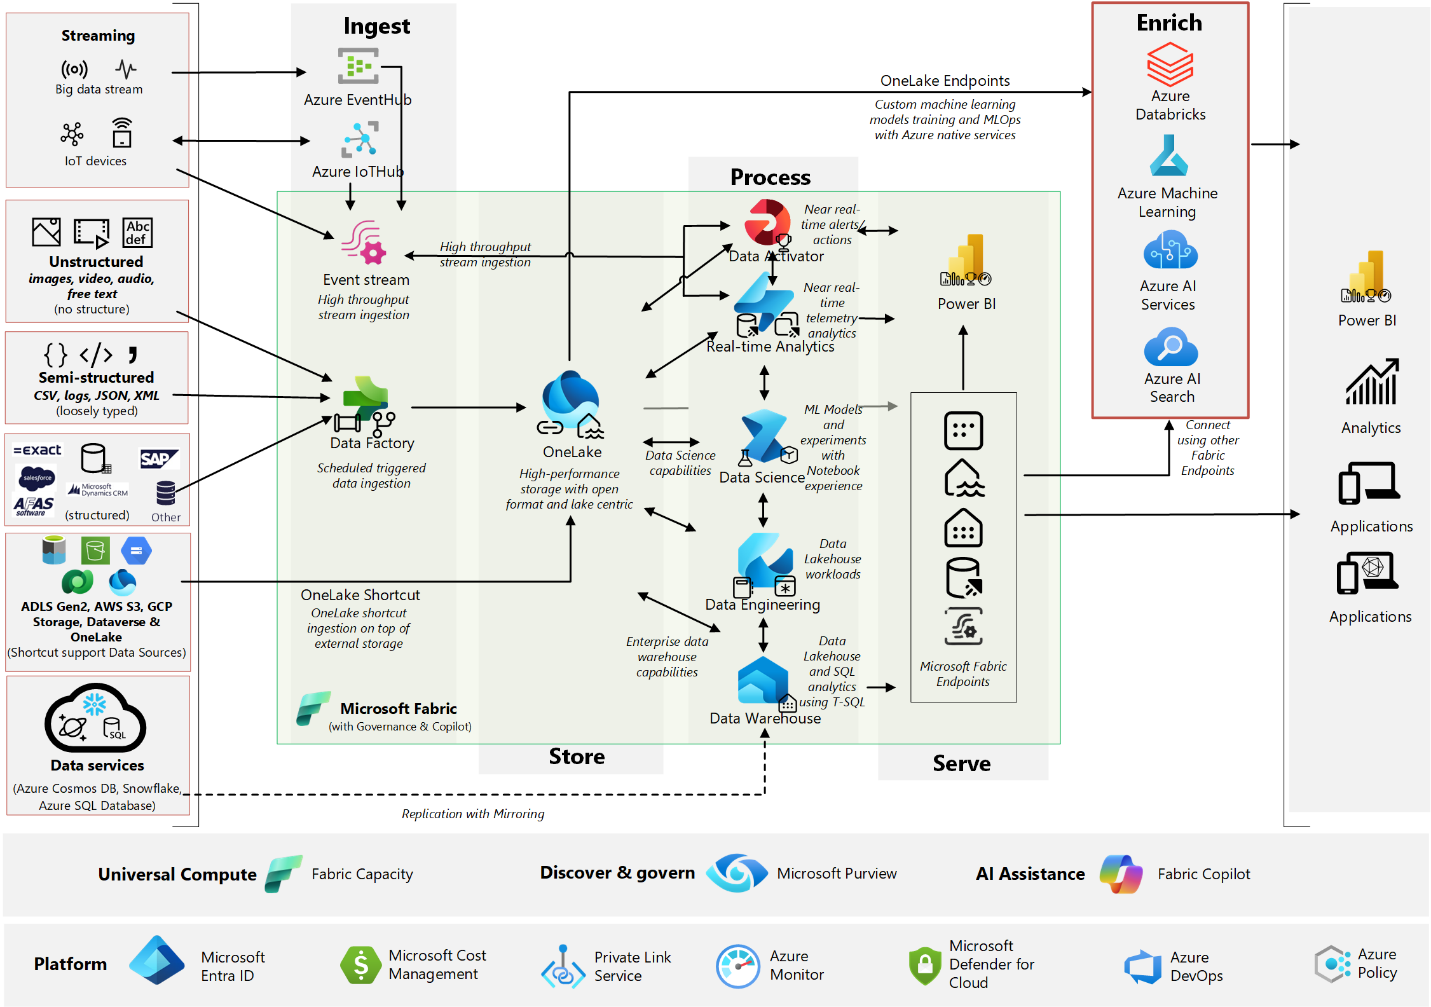 Streaming
Big data stream
IoT devices
Abc
def
Unstructured
images, video, audio,
free text
(no structure)
Semi-structured
CSV, logs, JSON, XML
(loosely typed)
=exact
SAP
salesforce
Microsoft
Dynamics CRM
AFAS
software
(structured)
Other
ADLS Gen2, AWS S3, GCP
Storage, Dataverse &
OneLake
(Shortcut support Data Sources)
SQL
Data services
(Azure Cosmos DB, Snowflake,
Azure SQL Database)
Ingest
Azure EventHub
Azure IoTHub
Event stream
High throughput
stream ingestion
High throughput
stream ingestion
Data Factory
Scheduled triggered
data ingestion
OneLake Shortcut
OneLake shortcut
ingestion on top of
external storage
Microsoft Fabric
(with Governance & Copilot)
Replication with Mirroring
OneLake
High-performance
storage with open
format and lake centric
Store
Data Science
capabilities
Enterprise data
warehouse
capabilities
Process
Data Activator
Near real-
time alerts/
actions
Real-time Analytics
Near real-
time
telemetry
analytics
Data Science
ML Models and
experiments
with
Notebook
experience
Data Engineering
Data
Lakehouse
workloads
Data Warehouse
Data
Lakehouse
and SQL
analytics
using T-SQL
OneLake Endpoints
Custom machine learning
models training and MLOps
with Azure native services
Power BI
Microsoft Fabric
Endpoints
Serve
Enrich
Azure
Databricks
Azure Machine
Learning
Azure AI
Services
Azure AI
Search
Connect
using other
Fabric
Endpoints
Power BI
Analytics
Applications
Applications
Universal Compute
Fabric Capacity
Discover & govern
Microsoft Purview
AI Assistance
Fabric Copilot
Platform
Microsoft
Entra ID
Microsoft Cost
Management
Private Link
Service
Azure
Monitor
Microsoft
Defender for
Cloud
Azure
DevOps
Azure
Policy